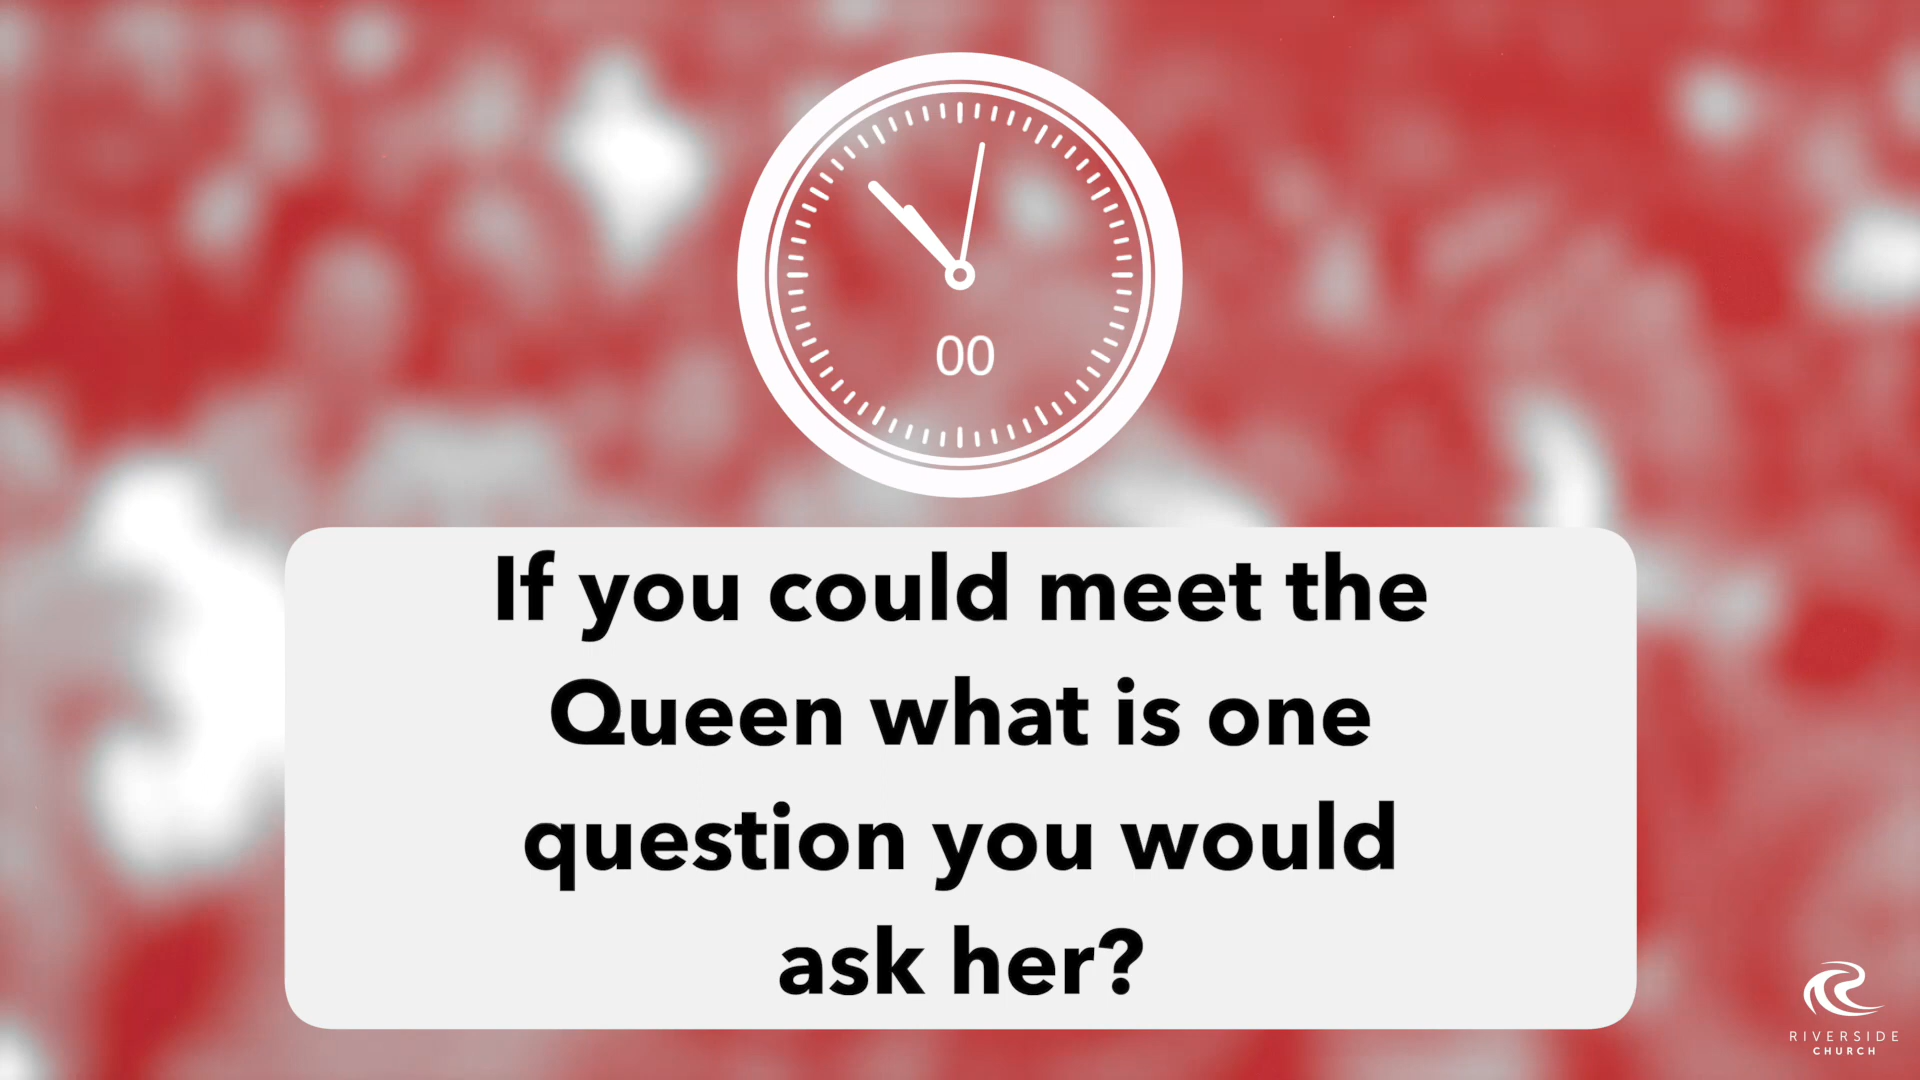 00
If you could meet the
Queen what is one
question you would
ask her?
RIVERSIDE
CHURCH